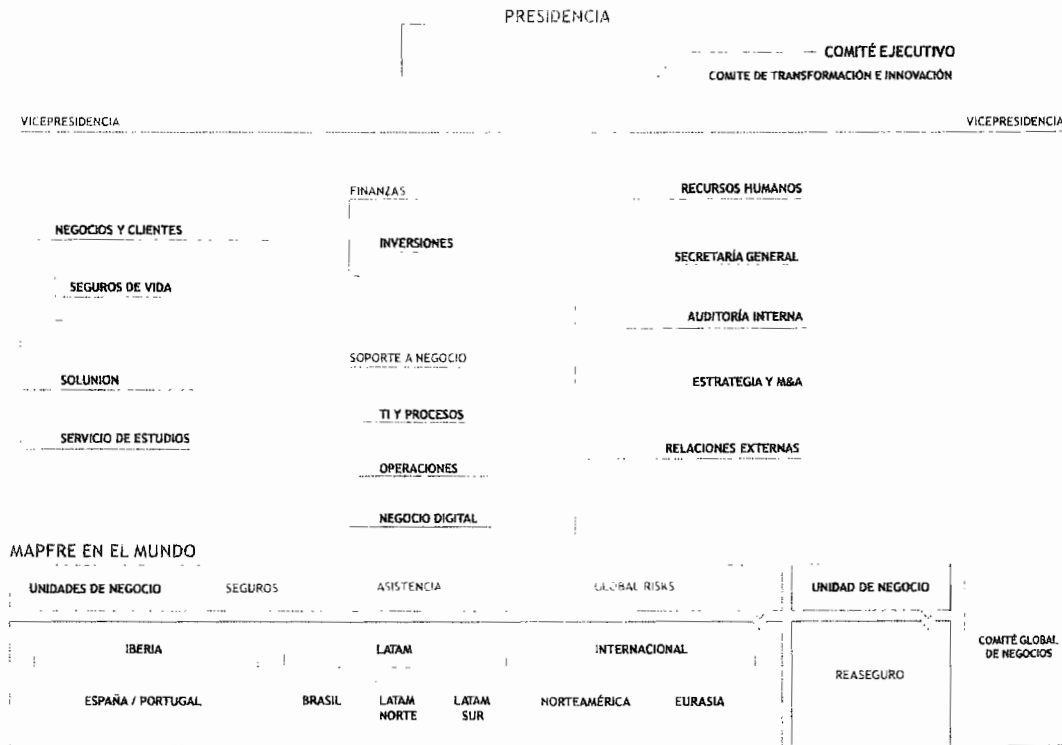 PRESIDENCIA
COMITÉ EJECUTIVO
COMITE DE TRANSFORMACIÓN E INNOVACIÓN
VICEPRESIDENCIA
VICEPRESIDENCIA
NEGOCIOS Y CLIENTES
SEGUROS DE VIDA
SOLUNION
SERVICIO DE ESTUDIOS
FINANZAS
INVERSIONES
SOPORTE A NEGOCIO
TI Y PROCESOS
OPERACIONES
NEGOCIO DIGITAL
RECURSOS HUMANOS
SECRETARÍA GENERAL
AUDITORÍA INTERNA
ESTRATEGIA Y M&A
RELACIONES EXTERNAS
MAPFRE EN EL MUNDO
UNIDADES DE NEGOCIO
SEGUROS
ASISTENCIA
GLOBAL RISKS
UNIDAD DE NEGOCIO
IBERIA
LATAM
INTERNACIONAL
ESPAÑA / PORTUGAL
BRASIL
LATAM
NORTE
LATAM
SUR
NORTEAMÉRICA
EURASIA
REASEGURO
COMITÉ GLOBAL
DE NEGOCIOS